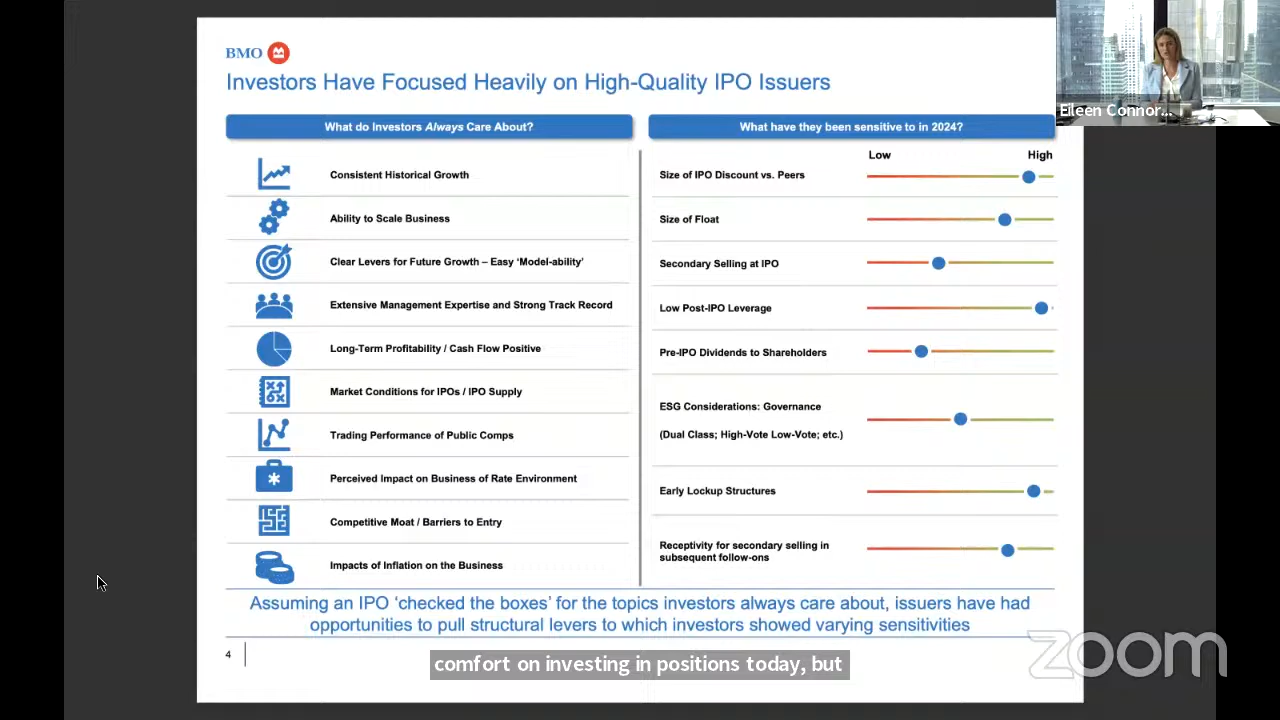 BMO
Investors Have Focused Heavily on High-Quality IPO Issuers
Eileen Connor...
What do Investors Always Care About?
Consistent Historical Growth
Ability to Scale Business
Clear Levers for Future Growth – Easy ‘Model-ability’
Extensive Management Expertise and Strong Track Record
Long-Term Profitability / Cash Flow Positive
Market Conditions for IPOs / IPO Supply
Trading Performance of Public Comps
Perceived Impact on Business of Rate Environment
Competitive Moat / Barriers to Entry
Impacts of Inflation on the Business
What have they been sensitive to in 2024?
Low High
Size of IPO Discount vs. Peers
Size of Float
Secondary Selling at IPO
Low Post-IPO Leverage
Pre-IPO Dividends to Shareholders
ESG Considerations: Governance
(Dual Class; High-Vote Low-Vote; etc.)
Early Lockup Structures
Receptivity for secondary selling in
subsequent follow-ons
Assuming an IPO ‘checked the boxes’ for the topics investors always care about, issuers have had
opportunities to pull structural levers to which investors showed varying sensitivities
4
comfort on investing in positions today, but
zoom